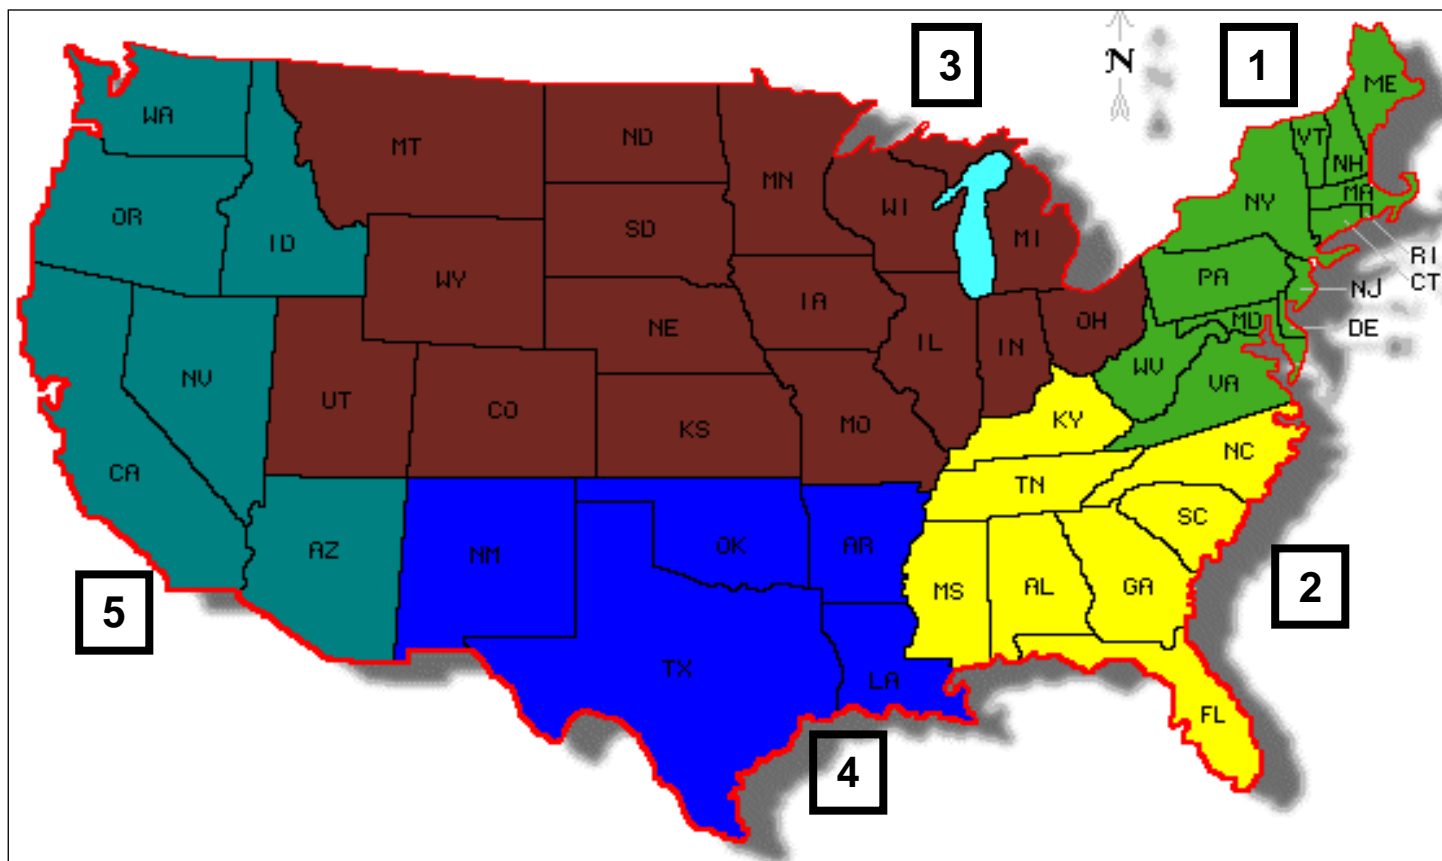 3
1
N
ME
WA
VT
ND
NH
MT
MN
MA
WI
NY
OR
SD
ID
MI
RI
PA
WY
CT
NJ
IA
NE
MD
DE
OH
IL
IN
WV
NV
VA
UT
CO
KY
KS
MO
NC
CA
TN
SC
NM
OK
AR
AZ
5
MS
AL
GA
2
TX
LA
FL
4